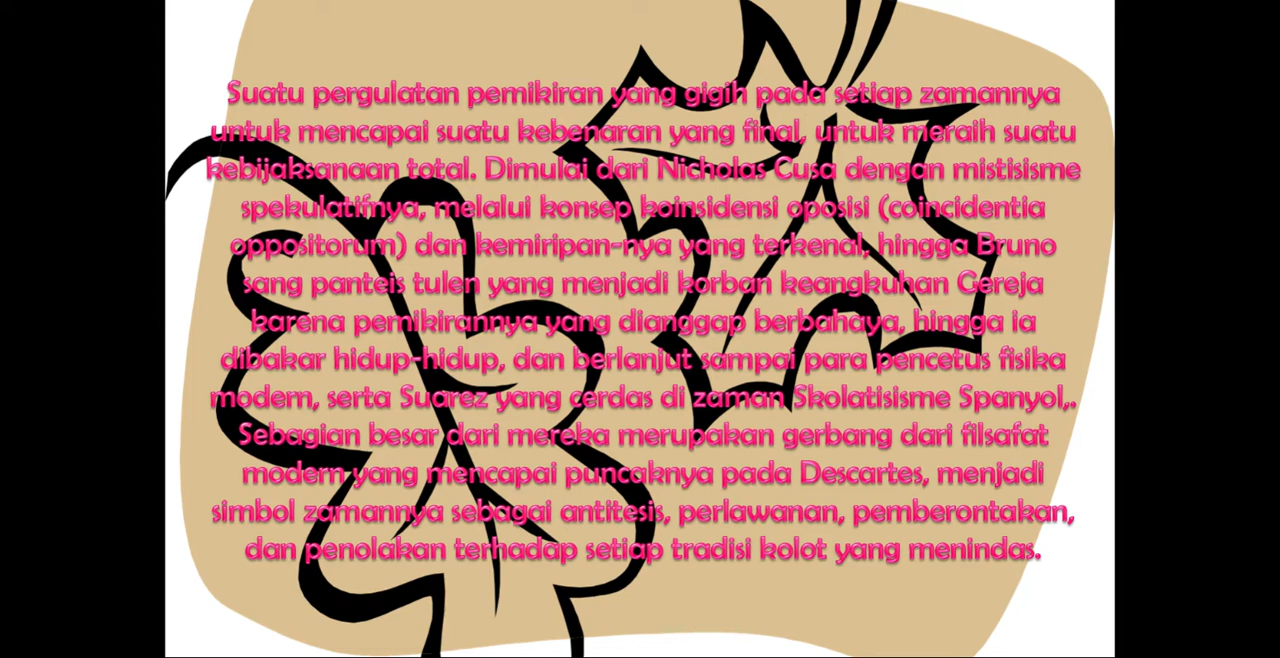 Suatu pergulatan pemikiran yang gigih pada setiap zamannya
untuk mencapai suatu kebenaran yang final, untuk meraih suatu
kebijaksanaan total. Dimulai dari Nicholas Cusa dengan mistisisme
spekulatifnya, melalui konsep koinsidensi oposisi (coincidentia
oppositorum) dan kemiripan-nya yang terkenal, hingga Bruno
sang panteis tulen yang menjadi korban keangkuhan Gereja
karena pemikirannya yang dianggap berbahaya, hingga ia
dibakar hidup-hidup, dan berlanjut sampai para pencetus fisika
modern, serta Suarez yang cerdas di zaman Skolatisisme Spanyol,.
Sebagian besar dari mereka merupakan gerbang dari filsafat
modern yang mencapai puncaknya pada Descartes, menjadi
simbol zamannya sebagai antitesis, perlawanan, pemberontakan,
dan penolakan terhadap setiap tradisi kolot yang menindas.